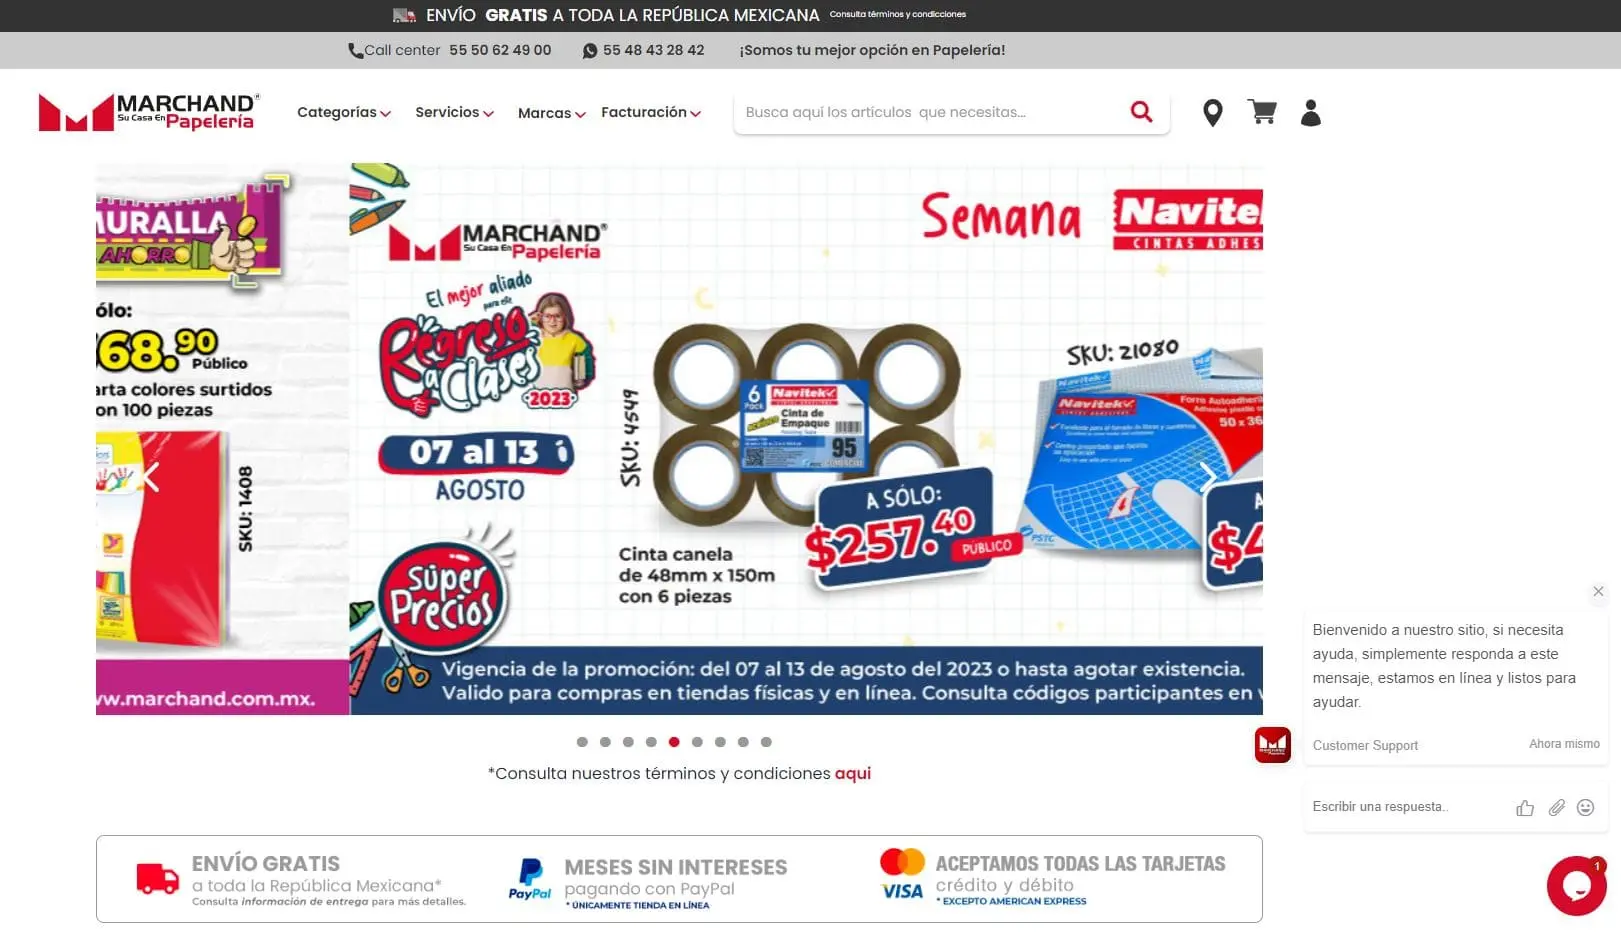 ENVÍO GRATIS A TODA LA REPÚBLICA MEXICANA Consulta términos y condicciones
Call center 55 50 62 49 00 55 48 43 28 42 ¡Somos tu mejor opción en Papelería!
MARCHAND®
Su Casa En Papelería
Categorías Servicios Marcas Facturación
Busca aquí los artículos que necesitas...
MURALLA
AHORRO
ólo:
68.90
Público
arta colores surtidos
on 100 piezas
SKU: 1408
ww.marchand.com.mx.
MARCHAND®
Su Casa En Papelería
Semana
Navitek
CINTAS ADHES
El mejor aliado
para este
Regreso
a Clases
2023
07 al 13
AGOSTO
Súper
Precios
SKU: 4549
6
Pack
Navitek
Cinta de
Empaque
95
Cinta canela
de 48mm x 150m
con 6 piezas
A SÓLO:
$257.40
PÚBLICO
SKU: 21080
Navitek
Navitek
Forro Autoadheri
50 x 36
PSTC
A
$4
Vigencia de la promoción: del 07 al 13 de agosto del 2023 o hasta agotar existencia.
Valido para compras en tiendas físicas y en línea. Consulta códigos participantes en w
*Consulta nuestros términos y condiciones aqui
ENVÍO GRATIS
a toda la República Mexicana*
Consulta información de entrega para más detalles.
PayPal
MESES SIN INTERESES
pagando con PayPal
* ÚNICAMENTE TIENDA EN LÍNEA
VISA
ACEPTAMOS TODAS LAS TARJETAS
crédito y débito
* EXCEPTO AMERICAN EXPRESS
Bienvenido a nuestro sitio, si necesita
ayuda, simplemente responda a este
mensaje, estamos en línea y listos para
ayudar.
Customer Support Ahora mismo
Escribir una respuesta..
1